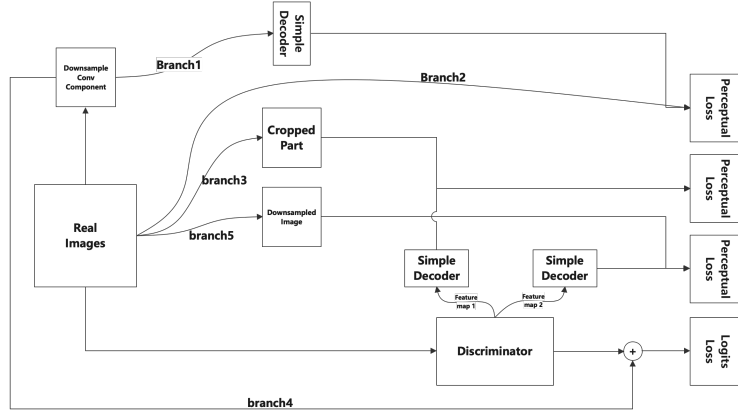 Simple
Decoder
Downsample
Conv
Component
Branch1
Branch2
Perceptual
Loss
Cropped
Part
branch3
Perceptual
Loss
Real
Images
Downsampled
Image
branch5
Simple
Decoder
Simple
Decoder
Perceptual
Loss
Feature
map 1
Feature
map 2
Discriminator
+
Logits
Loss
branch4